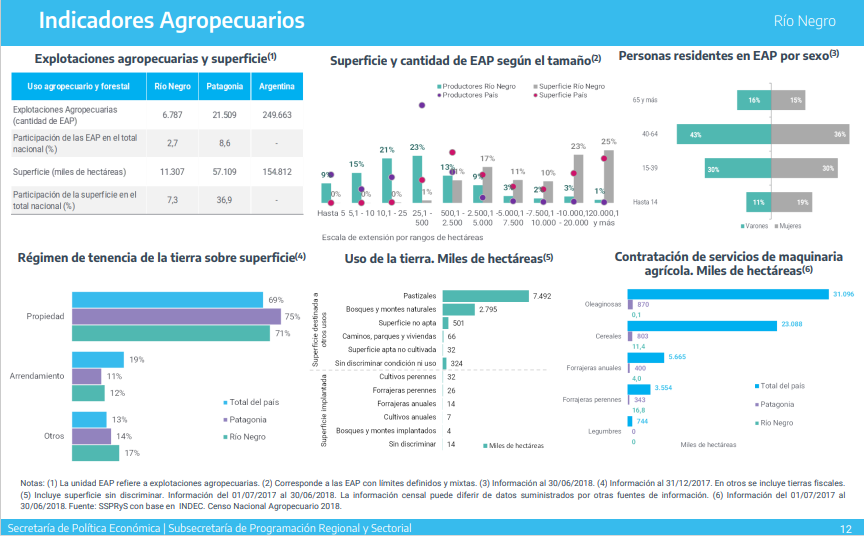 Indicadores Agropecuarios
Río Negro
Explotaciones agropecuarias y superficie(1)
Uso agropecuario y forestal Río Negro Patagonia Argentina
Explotaciones Agropecuarias
(cantidad de EAP) 6.787 21.509 249.663
Participación de las EAP en el total
nacional (%) 2,7 8,6 -
Superficie (miles de hectáreas) 11.307 57.109 154.812
Participación de la superficie en el
total nacional (%) 7,3 36,9 -
Superficie y cantidad de EAP según el tamaño(2)
Productores Río Negro Superficie Río Negro
Productores País Superficie País
9% 15% 21% 23% 13% 9% 3% 2% 3% 1%
0% 0% 0% 1% 11% 17% 11% 10% 23% 25%
Hasta 5 5,1 - 10 10,1 - 25 25,1 - 500,1 - 2.500,1 -5.000,1 -7.500,1 -10.000,1 20.000,1
500 2.500 5.000 7.500 10.000 - 20.000 y más
Escala de extensión por rangos de hectáreas
Personas residentes en EAP por sexo(3)
65 y más 16% 15%
40-64 43% 36%
15-39 30% 30%
Hasta 14 11% 19%
Varones Mujeres
Régimen de tenencia de la tierra sobre superficie(4)
69%
Propiedad 75%
71%
19%
Arrendamiento 11%
12%
13%
Otros 14%
17%
Total del país
Patagonia
Río Negro
Uso de la tierra. Miles de hectáreas(5)
Superficie destinada a
otros usos
Pastizales 7.492
Bosques y montes naturales 2.795
Superficie no apta 501
Caminos, parques y viviendas 66
Superficie apta no cultivada 32
Sin discriminar condición ni uso 324
Superficie implantada
Cultivos perennes 32
Forrajeras perennes 26
Forrajeras anuales 14
Cultivos anuales 7
Bosques y montes implantados 4
Sin discriminar 14
Miles de hectáreas
Contratación de servicios de maquinaria
agrícola. Miles de hectáreas(6)
31.096
Oleaginosas 870
0,1
23.088
Cereales 803
11,4
5.665
Forrajeras anuales 400
4,0
3.554
Forrajeras perennes 343
16,8
744
Legumbres 0
0
Total del país
Patagonia
Río Negro
Miles de hectáreas
Notas: (1) La unidad EAP refiere a explotaciones agropecuarias. (2) Corresponde a las EAP con límites definidos y mixtas. (3) Información al 30/06/2018. (4) Información al 31/12/2017. En otros se incluye tierras fiscales.
(5) Incluye superficie sin discriminar. Información del 01/07/2017 al 30/06/2018. La información censal puede diferir de datos suministrados por otras fuentes de información. (6) Información del 01/07/2017 al
30/06/2018. Fuente: SSPRyS con base en INDEC. Censo Nacional Agropecuario 2018.
Secretaría de Política Económica | Subsecretaría de Programación Regional y Sectorial
12